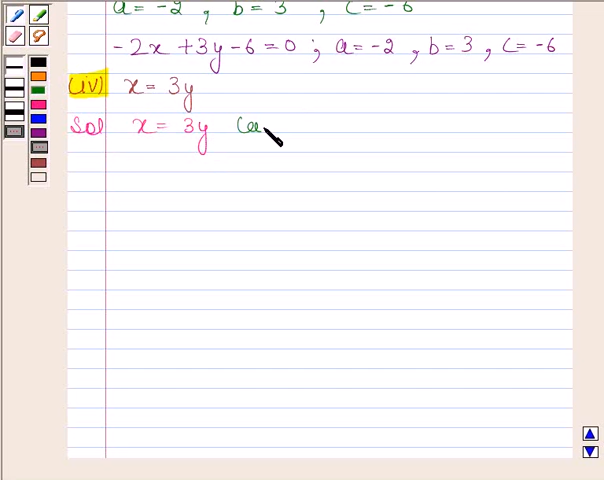 a = -2 , b = 3 , c = -6
-2x + 3y - 6 = 0 ; a = -2 , b = 3 , c = -6
(iv) x = 3y
Sol x = 3y